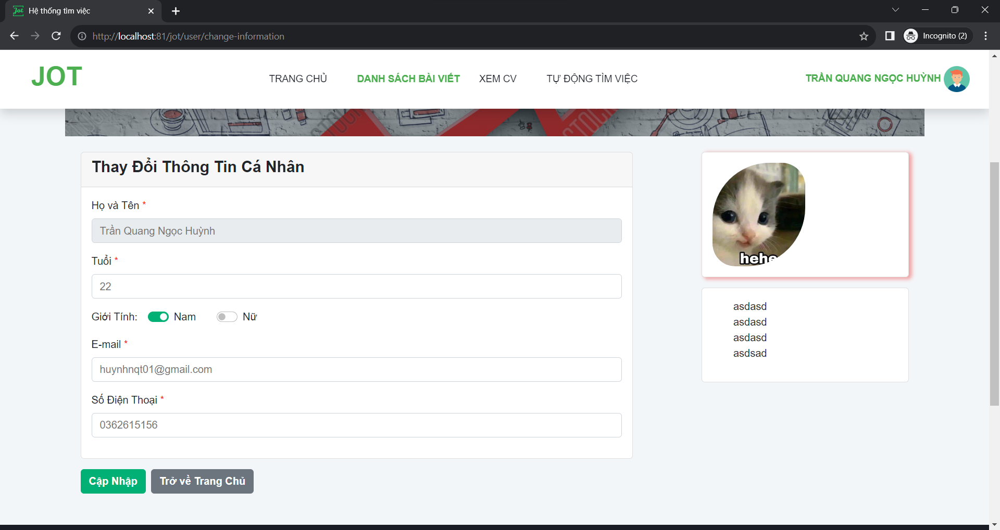 Jot Hệ thống tìm việc
http://localhost:81/jot/user/change-information
Incognito (2)
JOT
TRANG CHỦ
DANH SÁCH BÀI VIẾT
XEM CV
TỰ ĐỘNG TÌM VIỆC
TRẦN QUANG NGỌC HUỲNH
Thay Đổi Thông Tin Cá Nhân
Họ và Tên *
Trần Quang Ngọc Huỳnh
Tuổi *
22
Giới Tính: Nam Nữ
E-mail *
huynhnqt01@gmail.com
Số Điện Thoại *
0362615156
Cập Nhập
Trở về Trang Chủ
hehe
asdasd
asdasd
asdasd
asdsad